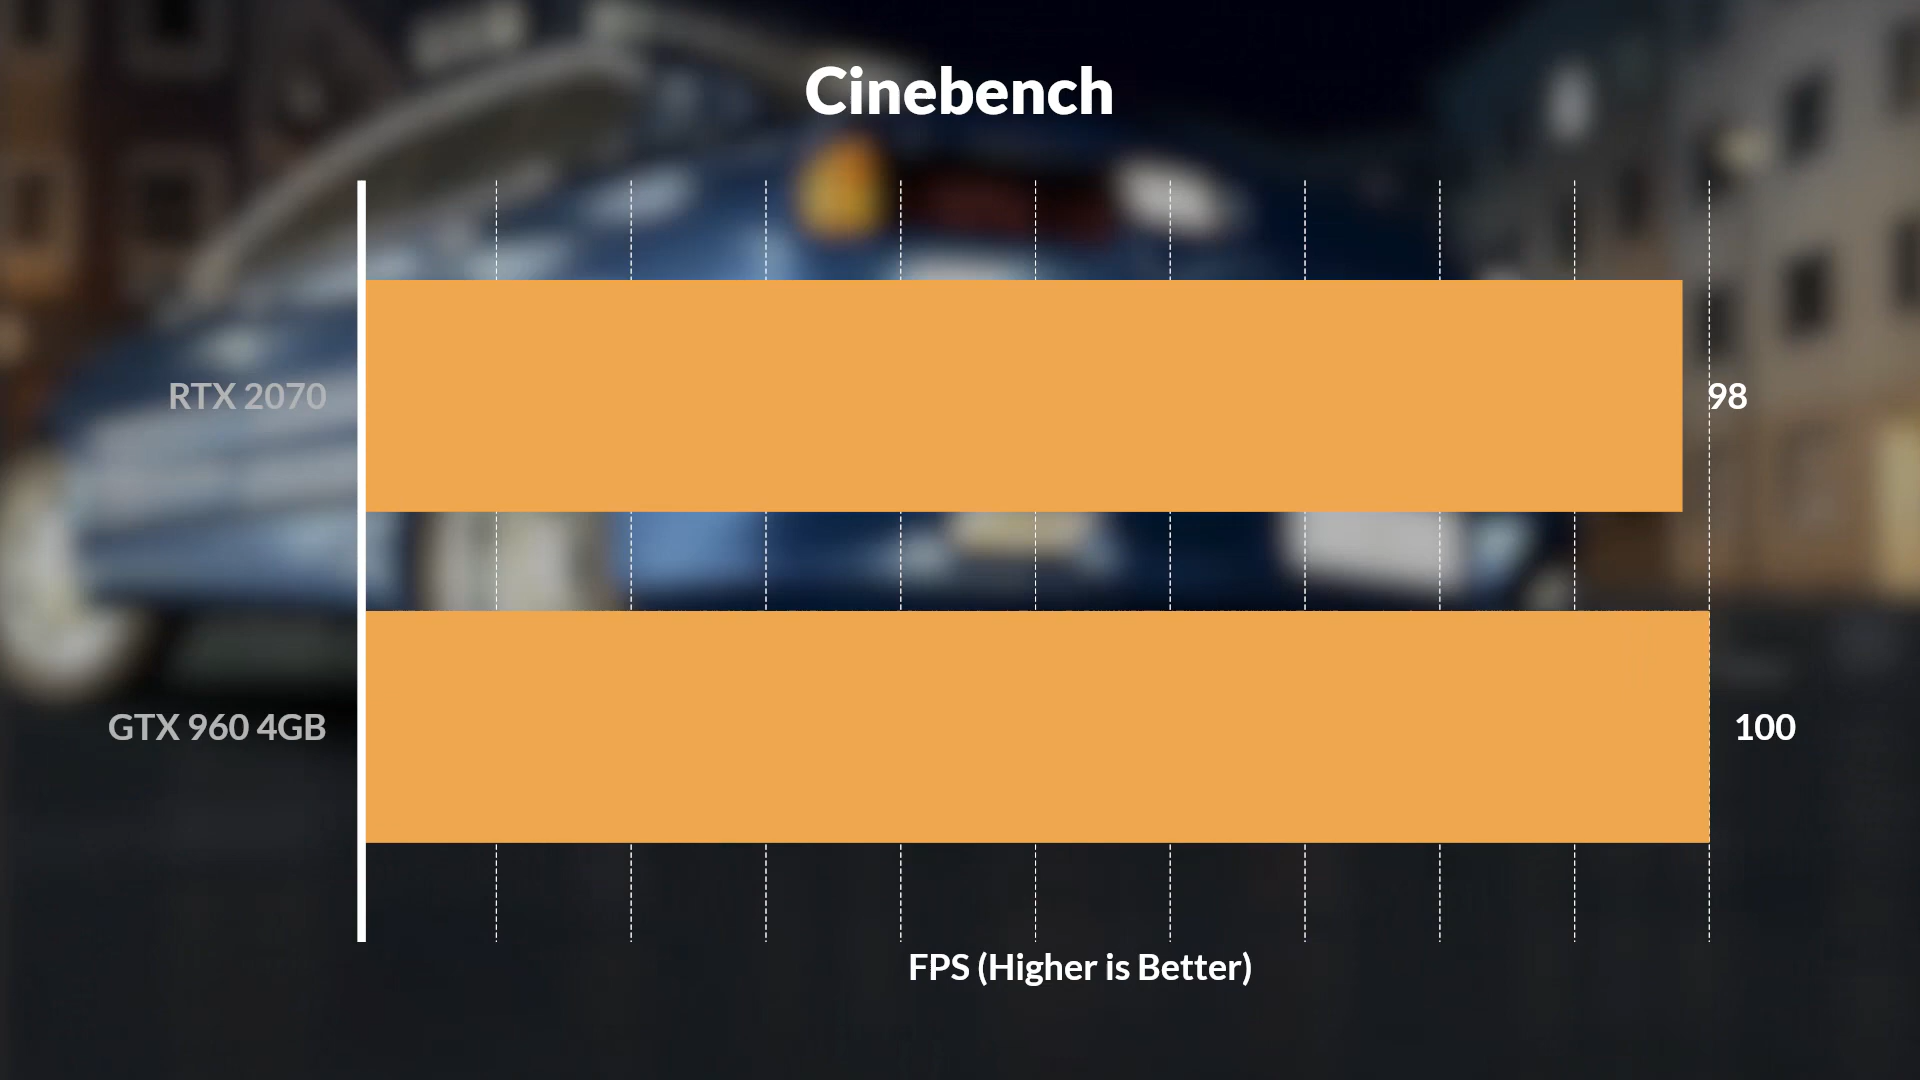 Cinebench
RTX 2070
98
GTX 960 4GB
100
FPS (Higher is Better)